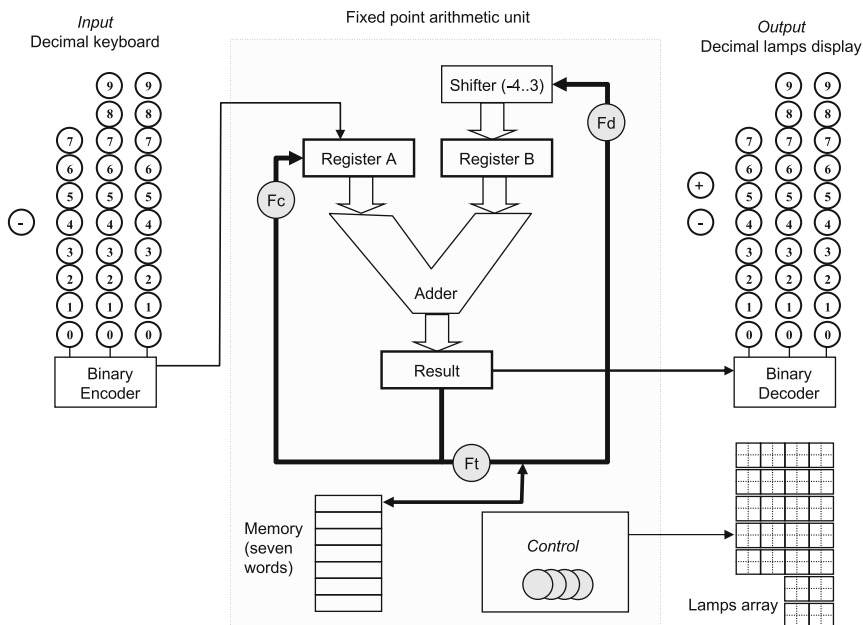 Input
Decimal keyboard
Fixed point arithmetic unit
Output
Decimal lamps display
9 9
8 8
7 7 7
6 6 6
5 5 5
- 4 4 4
3 3 3
2 2 2
1 1 1
0 0 0
Binary
Encoder
Shifter (-4..3)
Fd
Register A
Register B
Fc
Adder
Result
Ft
Memory
(seven
words)
Control
9 9
8 8
7 7 7
6 6 6
+ 5 5 5
- 4 4 4
3 3 3
2 2 2
1 1 1
0 0 0
Binary
Decoder
Lamps array